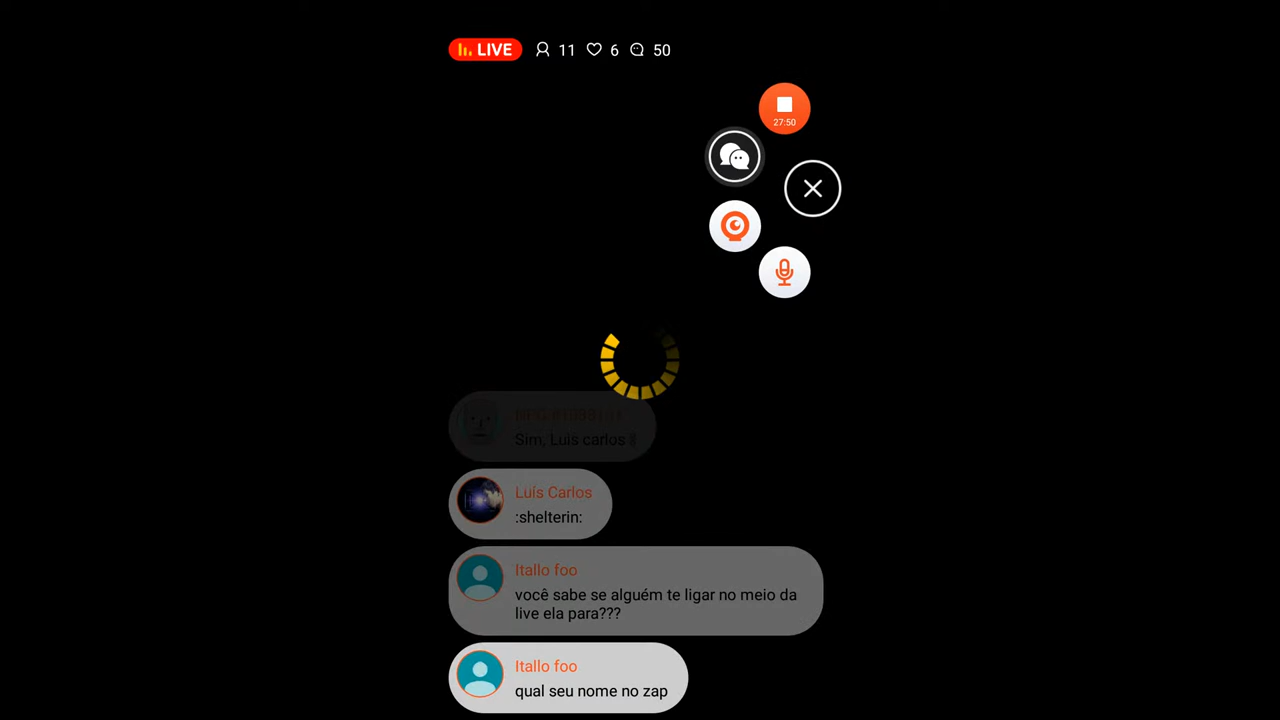 LIVE 11 6 50
27:50
Sim, Luis carlos
Luís Carlos
:shelterin:
Itallo foo
você sabe se alguém te ligar no meio da
live ela para???
Itallo foo
qual seu nome no zap